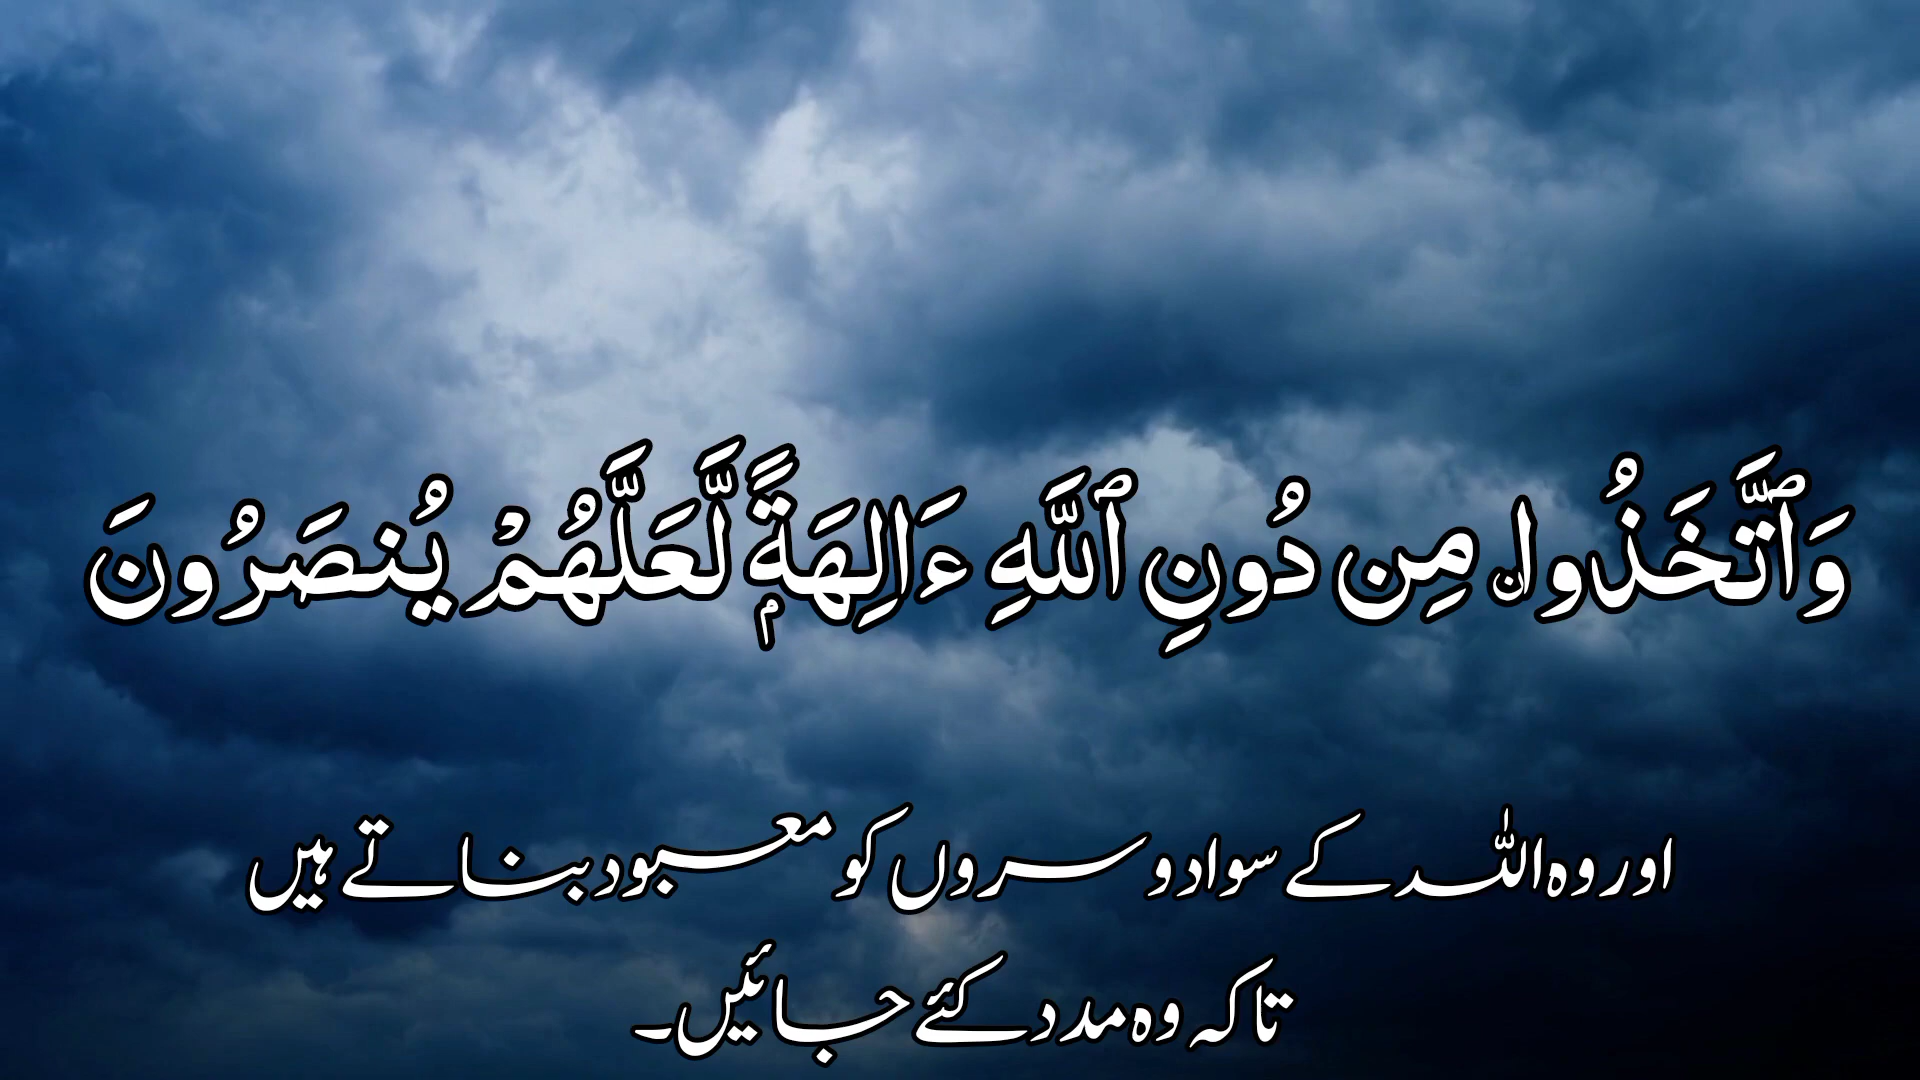 وَٱتَّخَذُوا۟ مِن دُونِ ٱللَّهِ ءَالِهَةًۭ لَّعَلَّهُمْ يُنصَرُونَ
اور وہ اللہ کے سوا دوسروں کو معبود بناتے ہیں
تاکہ وہ مدد کئے جائیں۔